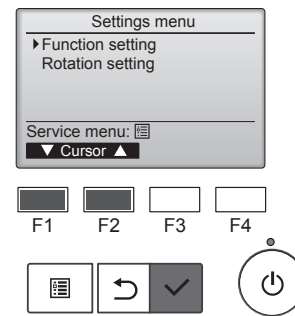 Settings menu
Function setting
Rotation setting
Service menu:
▼ Cursor ▲
F1 F2 F3 F4